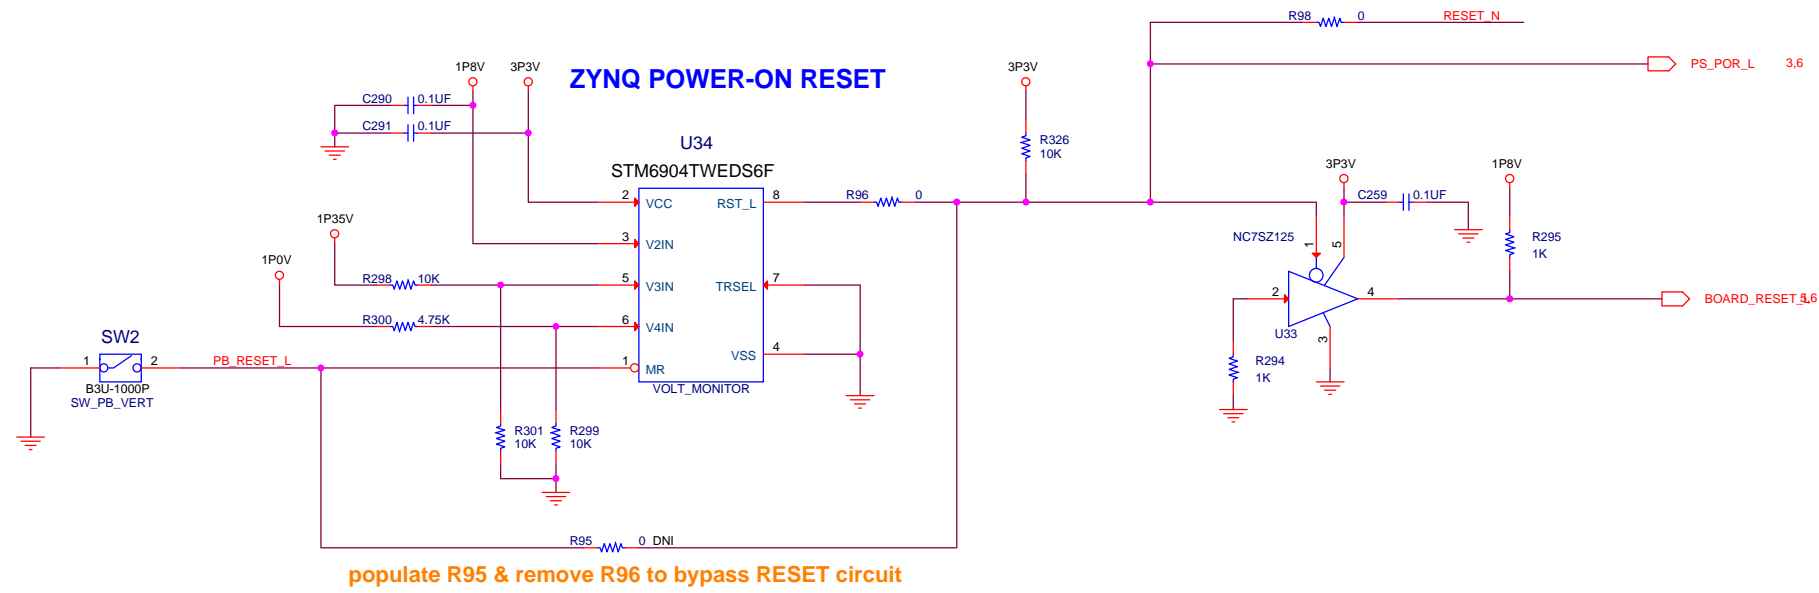 R98 0 RESET_N
PS_POR_L 3,6
1P8V 3P3V ZYNQ POWER-ON RESET 3P3V
C290 0.1UF
C291 0.1UF
R326
10K
U34
STM6904TWEDS6F
3P3V 1P8V
2 VCC RST_L 8 R96 0
C259 0.1UF
1P35V
3 V2IN
NC7SZ125 1 5
R295
1K
1P0V
R298 10K 5 V3IN TRSEL 7
2 4 BOARD_RESET_L 5,6
R300 4.75K 6 V4IN
U33
3
SW2
1 2 PB_RESET_L 1 MR VSS 4
R294
1K
B3U-1000P
SW_PB_VERT
VOLT_MONITOR
R301 R299
10K 10K
R95 0 DNI
populate R95 & remove R96 to bypass RESET circuit